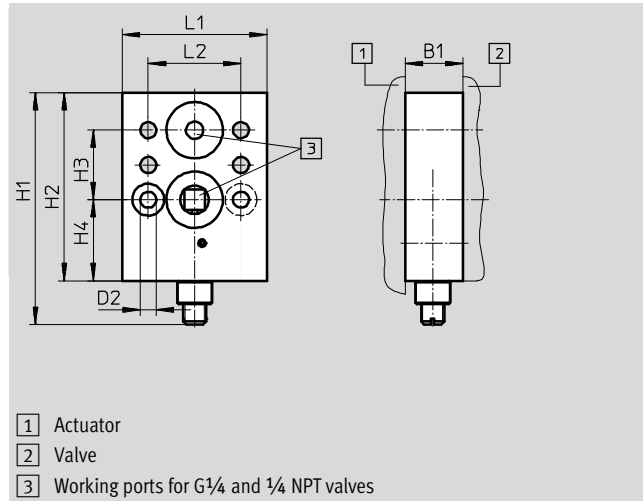 L1
L2
B1
1
2
3
H1
H2
H3
H4
D2
1 Actuator
2 Valve
3 Working ports for G¼ and ¼ NPT valves